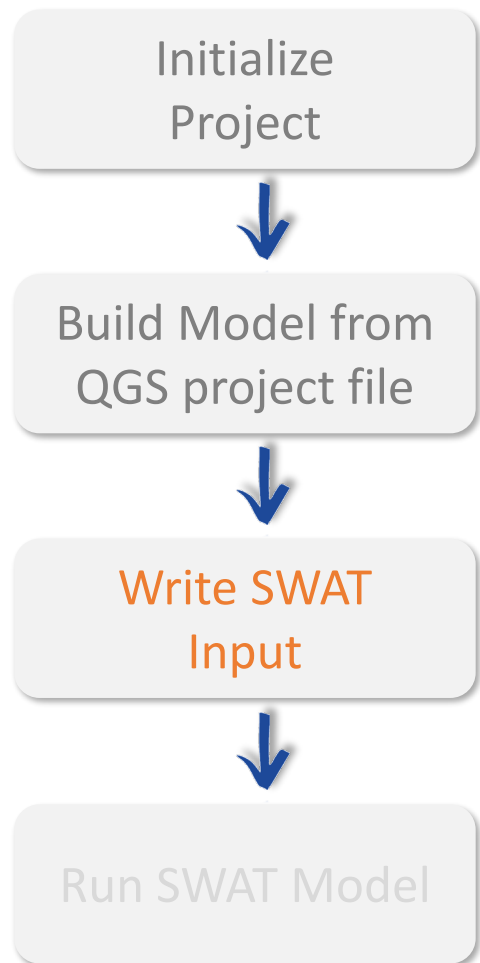 Initialize
Project
Build Model from
QGS project file
Write SWAT
Input
Run SWAT Model